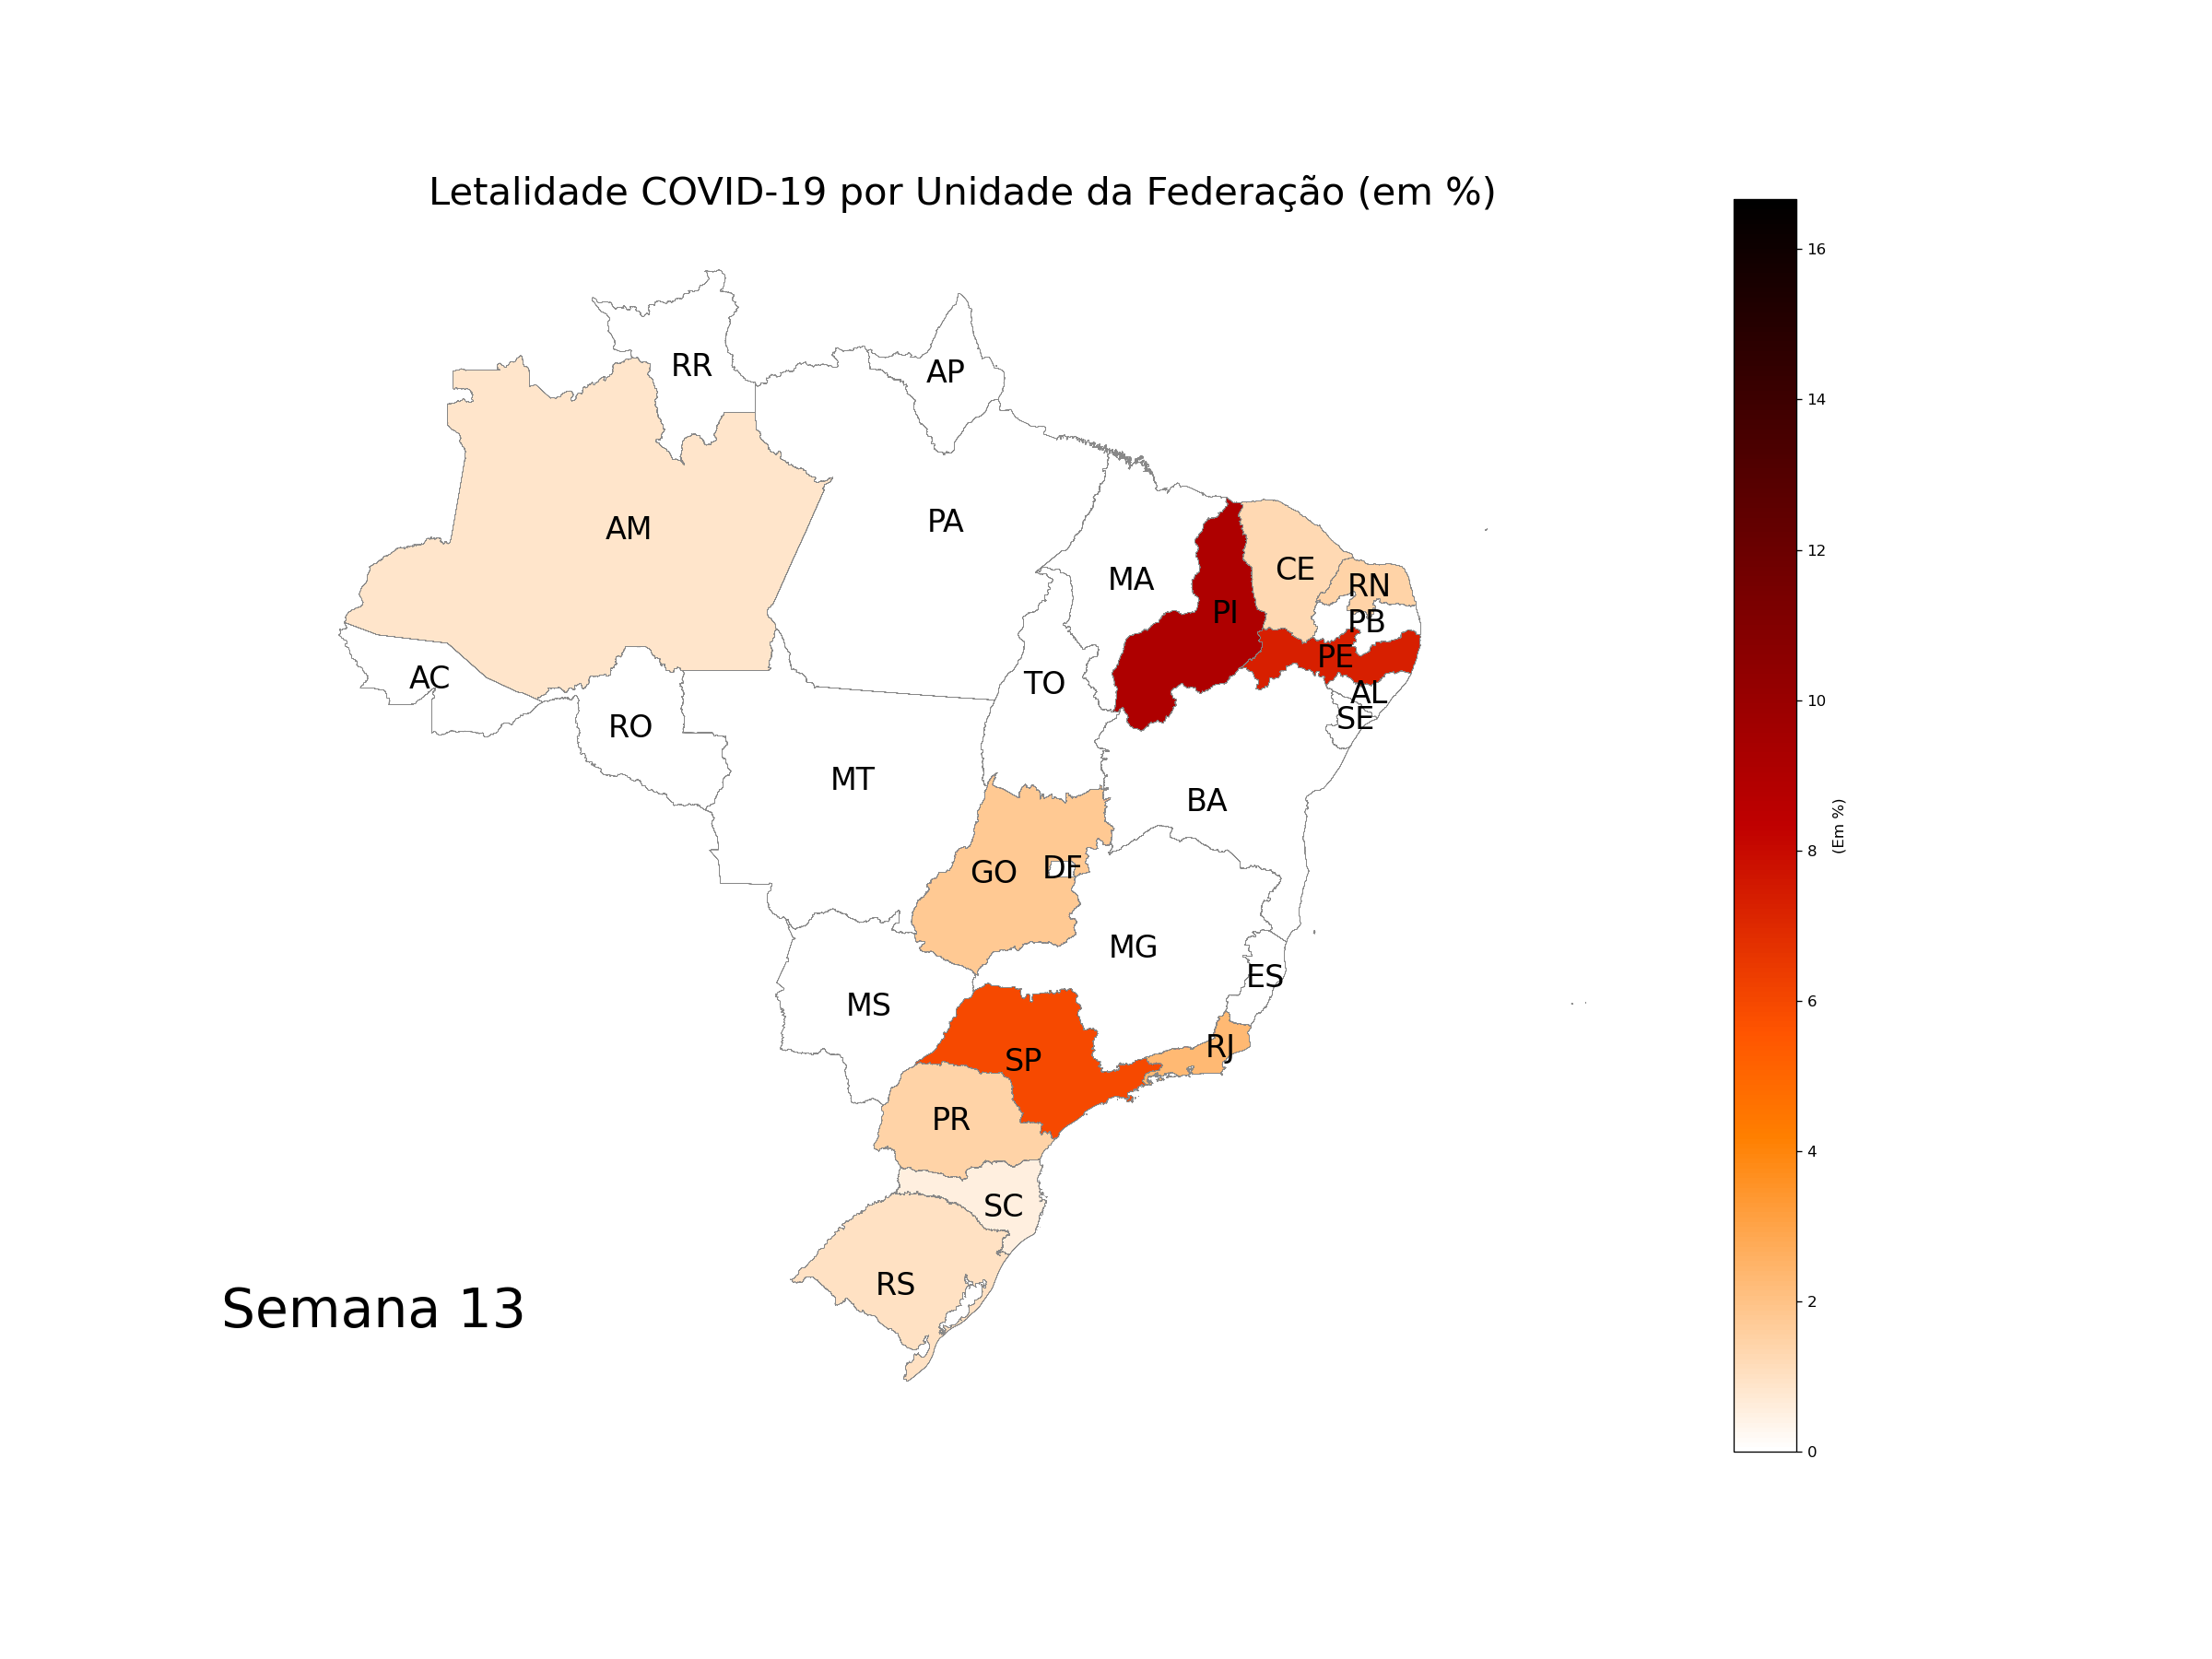 Letalidade COVID-19 por Unidade da Federação (em %)
16
14
12
10
8
6
4
2
0
(Em %)
RR
AP
AM
PA
MA
CE
RN
PI
PB
PE
AC
TO
AL
SE
RO
MT
BA
GO
DF
MG
ES
MS
RJ
SP
PR
SC
RS
Semana 13